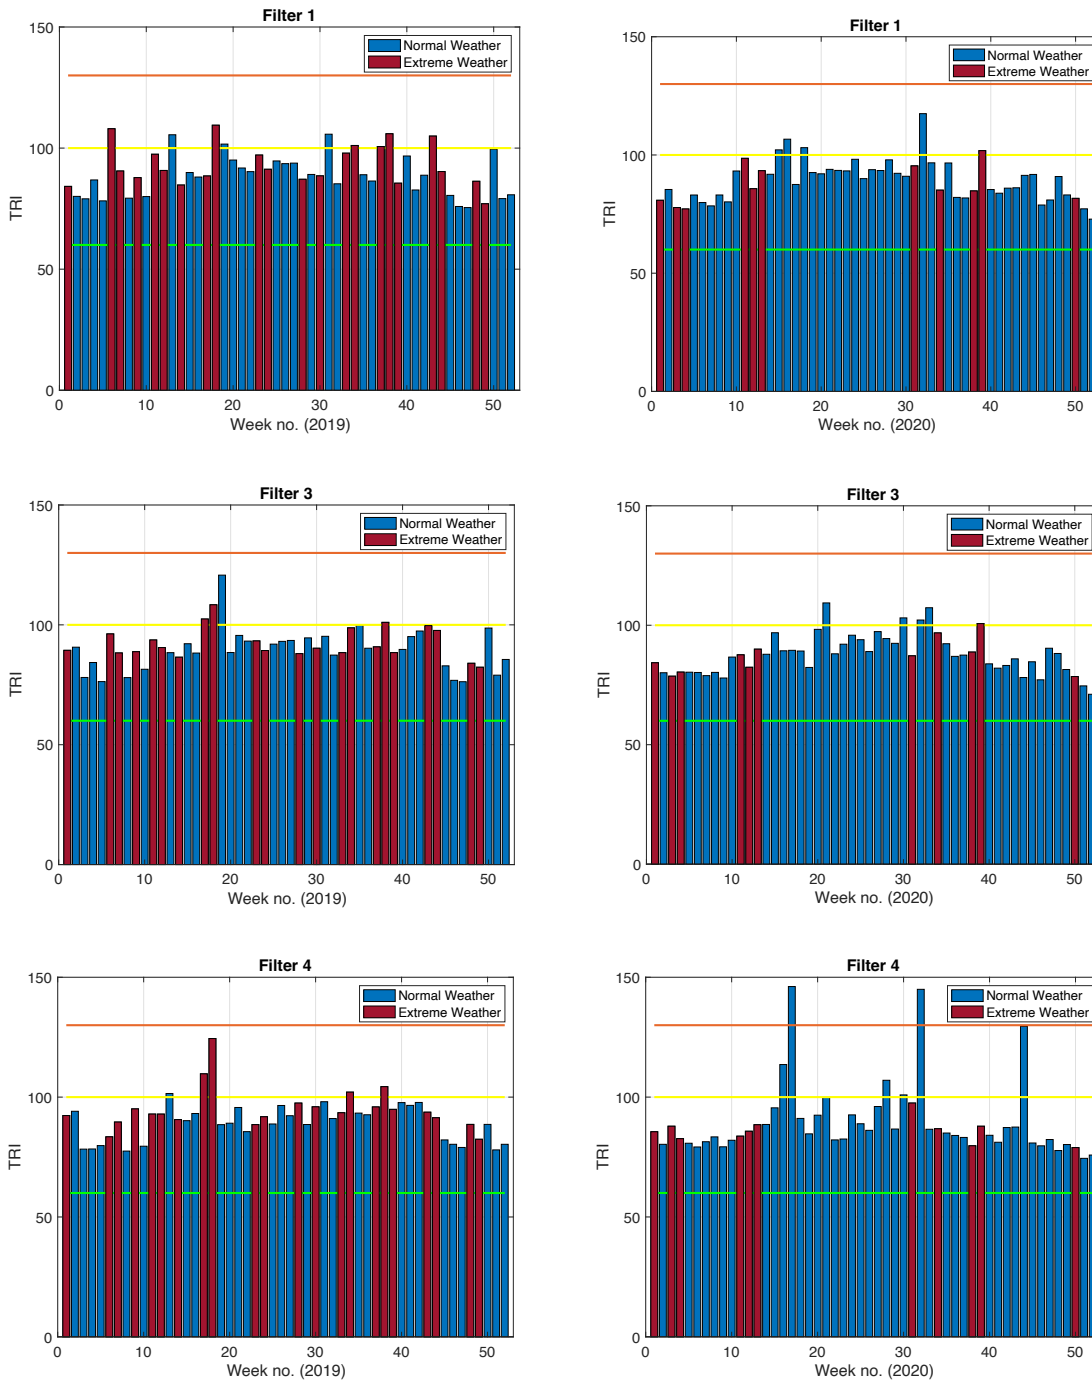 Filter 1
150
100
50
0
TRI
Normal Weather
Extreme Weather
0 10 20 30 40 50
Week no. (2019)
Filter 1
150
100
50
0
TRI
Normal Weather
Extreme Weather
0 10 20 30 40 50
Week no. (2020)
Filter 3
150
100
50
0
TRI
Normal Weather
Extreme Weather
0 10 20 30 40 50
Week no. (2019)
Filter 3
150
100
50
0
TRI
Normal Weather
Extreme Weather
0 10 20 30 40 50
Week no. (2020)
Filter 4
150
100
50
0
TRI
Normal Weather
Extreme Weather
0 10 20 30 40 50
Week no. (2019)
Filter 4
150
100
50
0
TRI
Normal Weather
Extreme Weather
0 10 20 30 40 50
Week no. (2020)